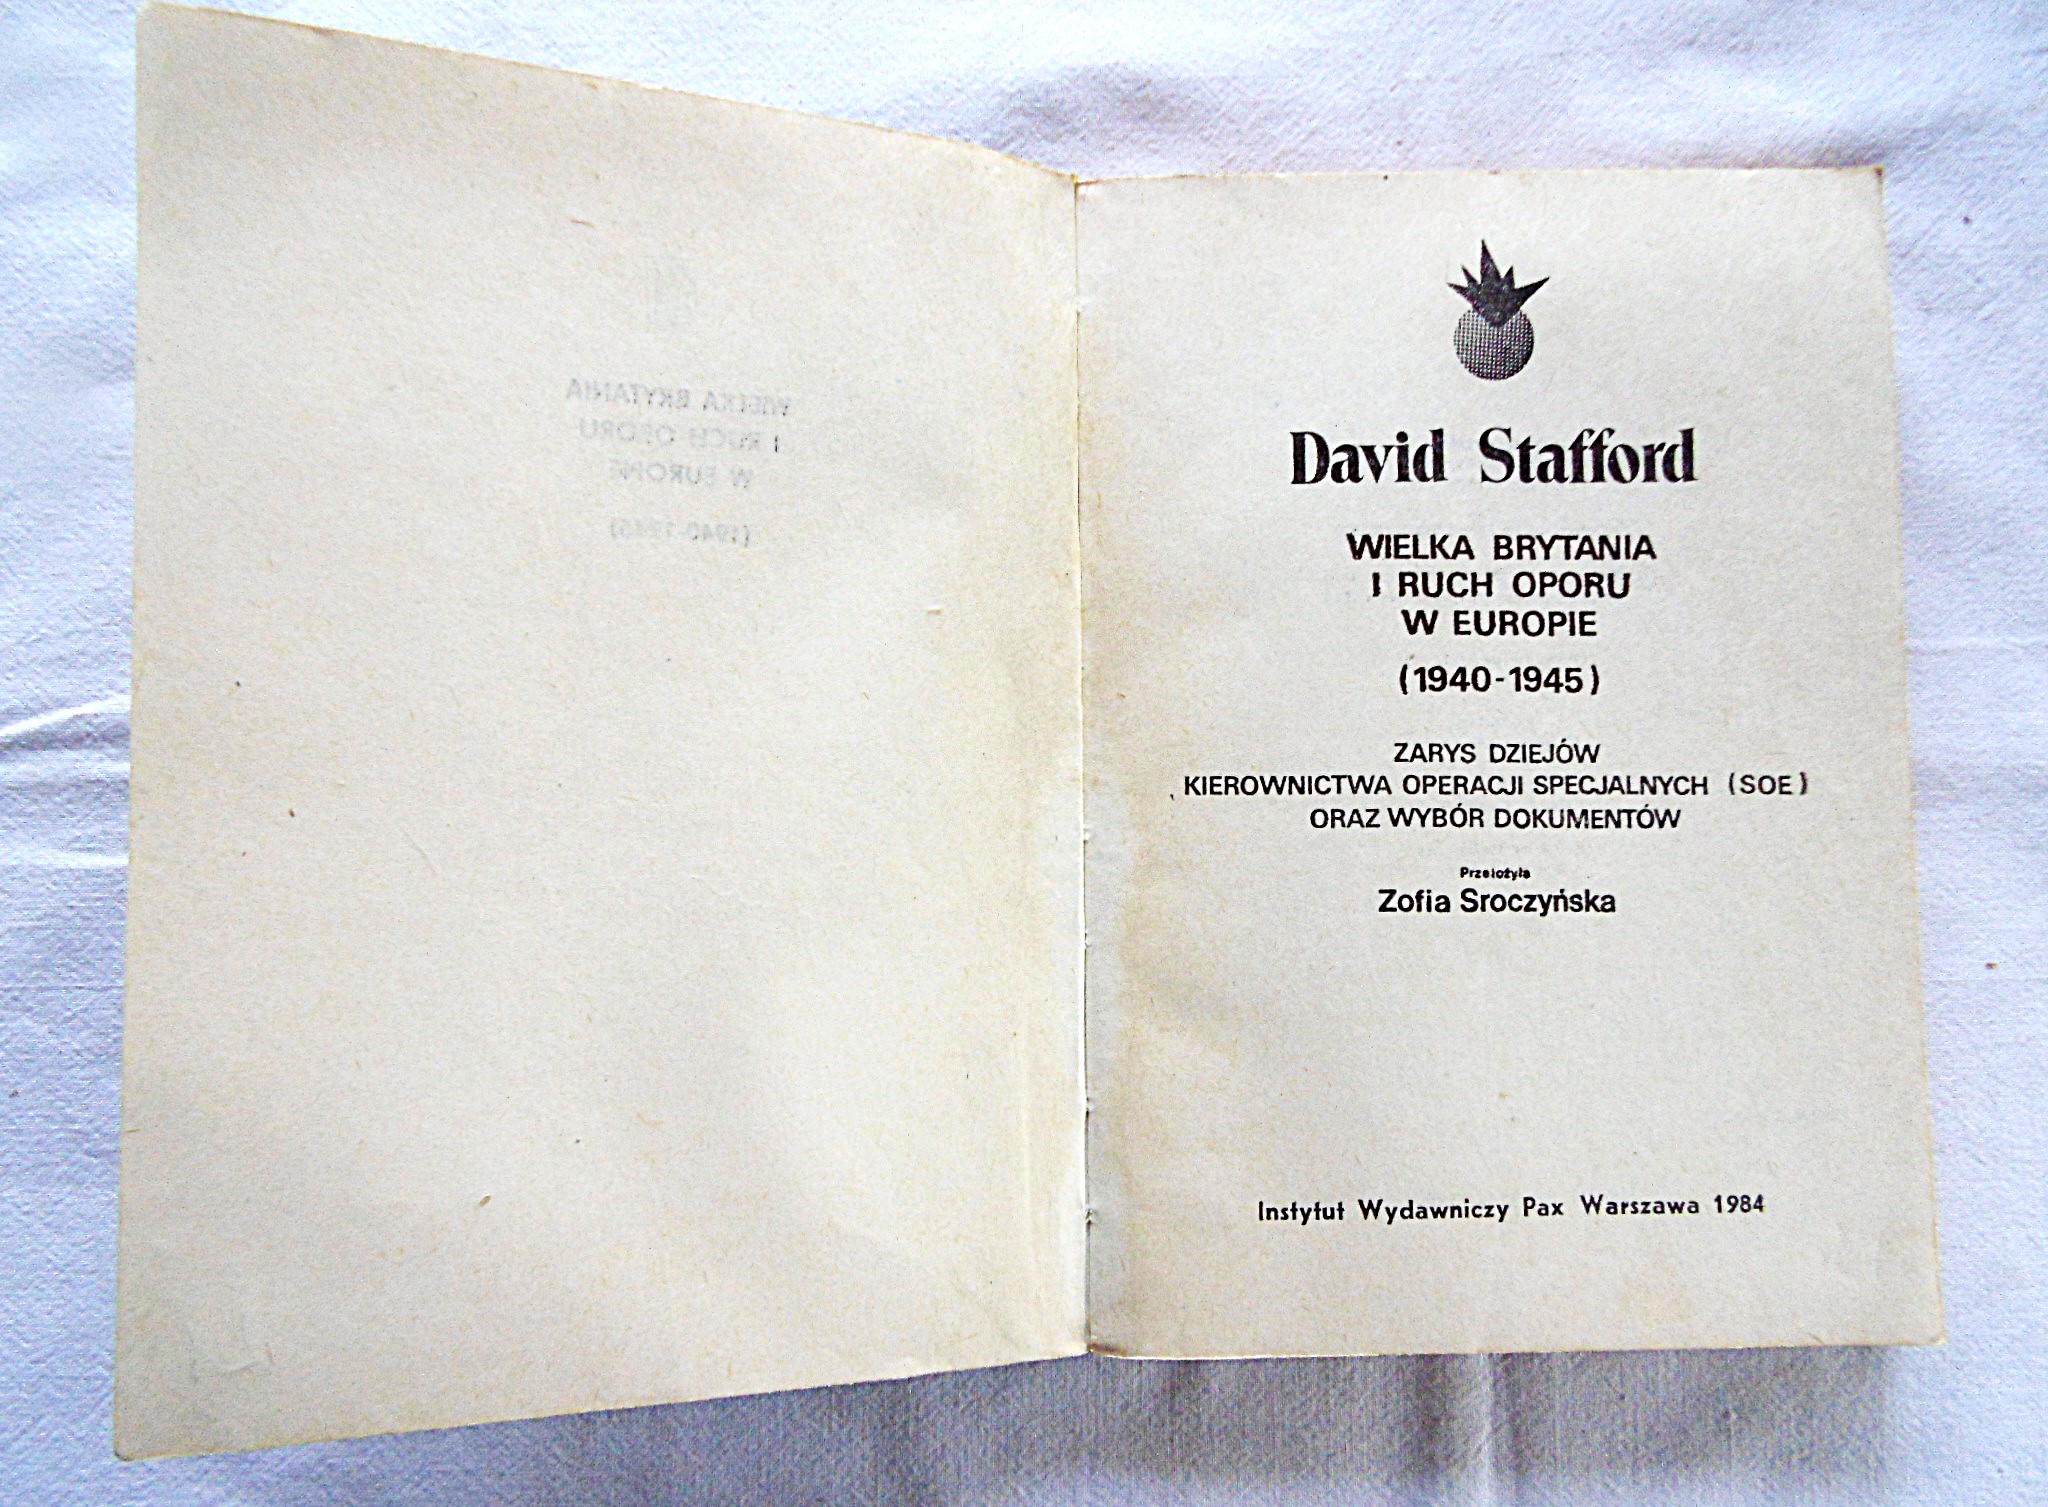 David Stafford
WIELKA BRYTANIA
I RUCH OPORU
W EUROPIE
(1940-1945)
ZARYS DZIEJÓW
KIEROWNICTWA OPERACJI SPECJALNYCH (SOE)
ORAZ WYBÓR DOKUMENTÓW
Przełożyła
Zofia Sroczyńska
Instytut Wydawniczy Pax Warszawa 1984